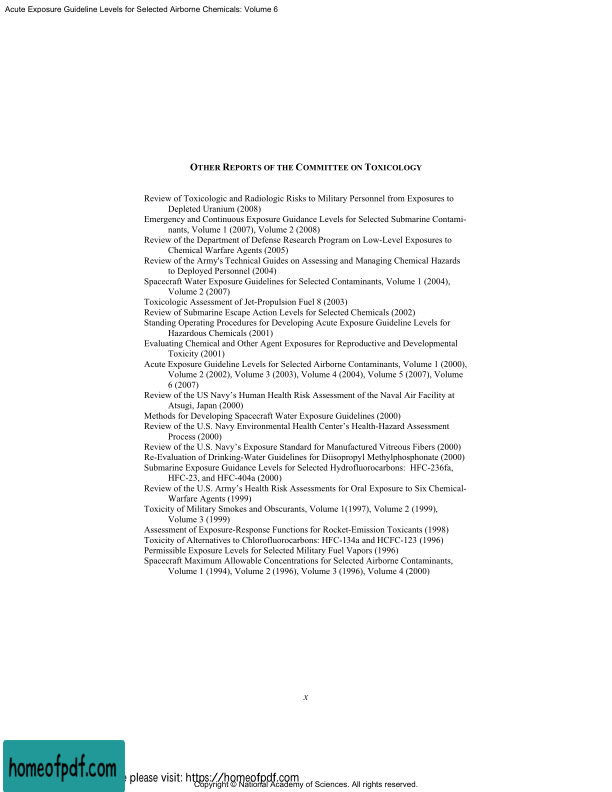 Acute Exposure Guideline Levels for Selected Airborne Chemicals: Volume 6
OTHER REPORTS OF THE COMMITTEE ON TOXICOLOGY
Review of Toxicologic and Radiologic Risks to Military Personnel from Exposures to
Depleted Uranium (2008)
Emergency and Continuous Exposure Guidance Levels for Selected Submarine Contami-
nants, Volume 1 (2007), Volume 2 (2008)
Review of the Department of Defense Research Program on Low-Level Exposures to
Chemical Warfare Agents (2005)
Review of the Army's Technical Guides on Assessing and Managing Chemical Hazards
to Deployed Personnel (2004)
Spacecraft Water Exposure Guidelines for Selected Contaminants, Volume 1 (2004),
Volume 2 (2007)
Toxicologic Assessment of Jet-Propulsion Fuel 8 (2003)
Review of Submarine Escape Action Levels for Selected Chemicals (2002)
Standing Operating Procedures for Developing Acute Exposure Guideline Levels for
Hazardous Chemicals (2001)
Evaluating Chemical and Other Agent Exposures for Reproductive and Developmental
Toxicity (2001)
Acute Exposure Guideline Levels for Selected Airborne Contaminants, Volume 1 (2000),
Volume 2 (2002), Volume 3 (2003), Volume 4 (2004), Volume 5 (2007), Volume
6 (2007)
Review of the US Navy's Human Health Risk Assessment of the Naval Air Facility at
Atsugi, Japan (2000)
Methods for Developing Spacecraft Water Exposure Guidelines (2000)
Review of the U.S. Navy Environmental Health Center's Health-Hazard Assessment
Process (2000)
Review of the U.S. Navy's Exposure Standard for Manufactured Vitreous Fibers (2000)
Re-Evaluation of Drinking-Water Guidelines for Diisopropyl Methylphosphonate (2000)
Submarine Exposure Guidance Levels for Selected Hydrofluorocarbons: HFC-236fa,
HFC-23, and HFC-404a (2000)
Review of the U.S. Army's Health Risk Assessments for Oral Exposure to Six Chemical-
Warfare Agents (1999)
Toxicity of Military Smokes and Obscurants, Volume 1(1997), Volume 2 (1999),
Volume 3 (1999)
Assessment of Exposure-Response Functions for Rocket-Emission Toxicants (1998)
Toxicity of Alternatives to Chlorofluorocarbons: HFC-134a and HCFC-123 (1996)
Permissible Exposure Levels for Selected Military Fuel Vapors (1996)
Spacecraft Maximum Allowable Concentrations for Selected Airborne Contaminants,
Volume 1 (1994), Volume 2 (1996), Volume 3 (1996), Volume 4 (2000)
x
homeofpdf.com
please visit: https://homeofpdf.com
Copyright © National Academy of Sciences. All rights reserved.